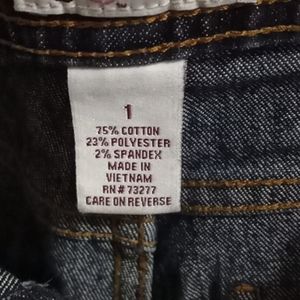 1
75% COTTON
23% POLYESTER
2% SPANDEX
MADE IN
VIETNAM
RN # 73277
CARE ON REVERSE